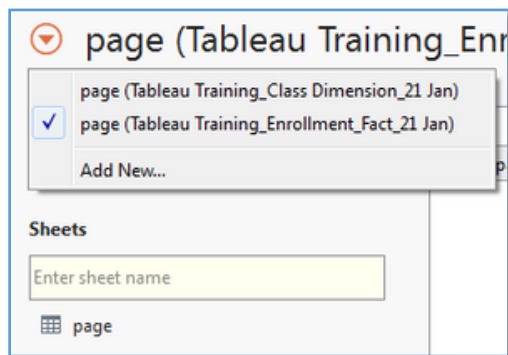 page (Tableau Training_Enr
page (Tableau Training_Class Dimension_21 Jan)
page (Tableau Training_Enrollment_Fact_21 Jan)
Add New...
Sheets
Enter sheet name
page